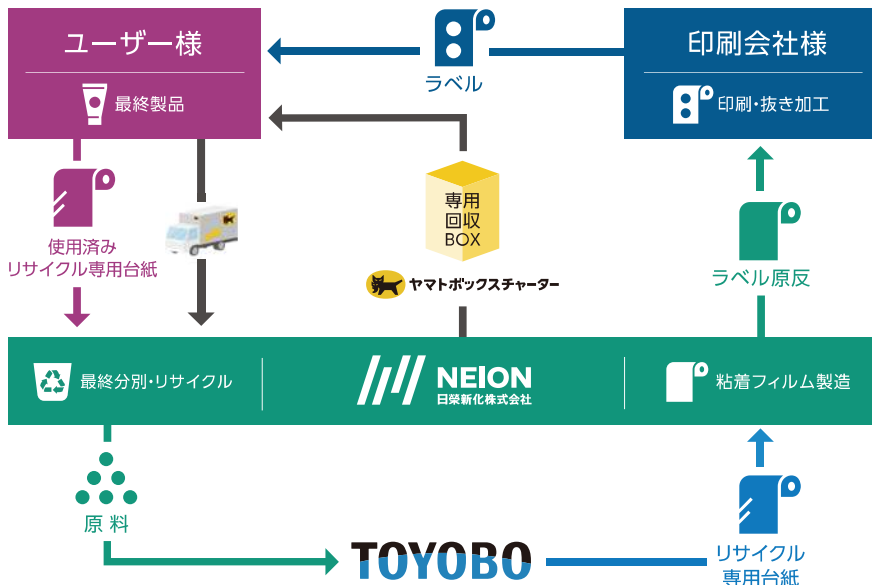 ユーザー様
最終製品
ラベル
印刷会社様
印刷・抜き加工
使用済み
リサイクル専用台紙
専用
回収
BOX
ヤマトボックスチャーター
ラベル原反
最終分別・リサイクル
NEION
日榮新化株式会社
粘着フィルム製造
原料
TOYOBO
リサイクル
専用台紙